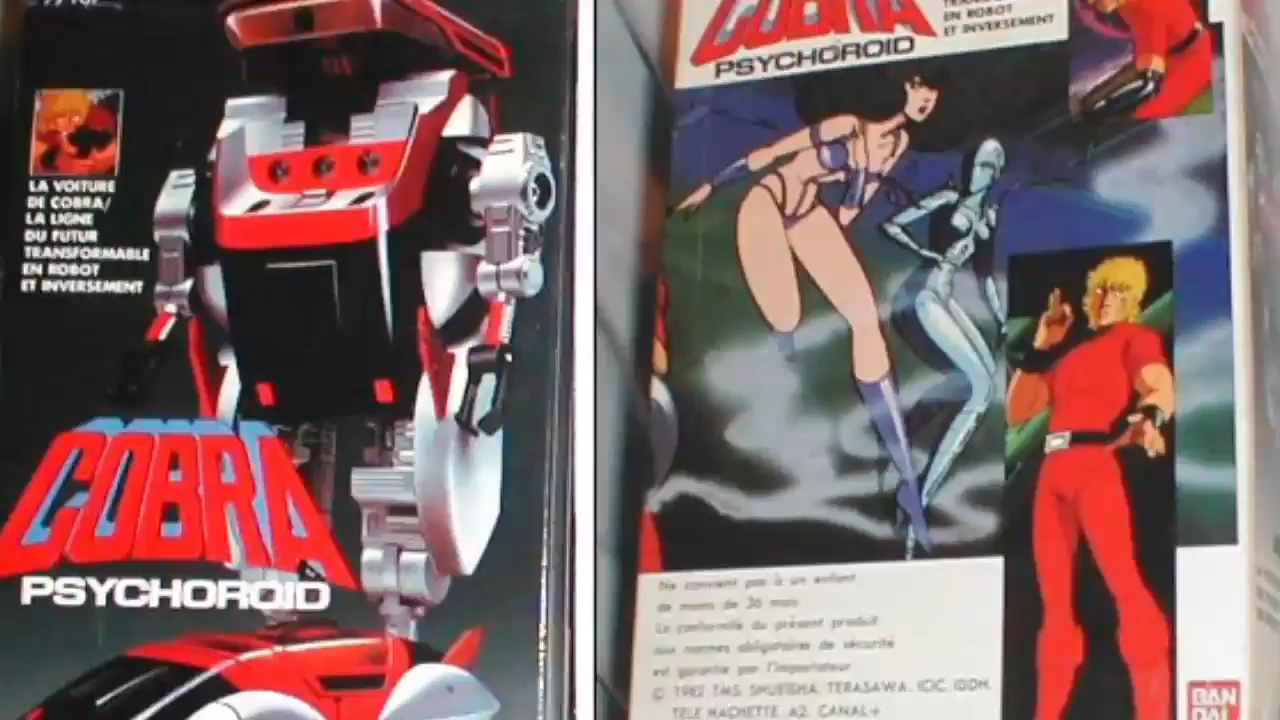 LA VOITURE
DE COBRA/
LA LIGNE
DU FUTUR
TRANSFORMABLE
EN ROBOT
ET INVERSEMENT
COBRA
PSYCHOROID
COBRA
PSYCHOROID
EN ROBOT
ET INVERSEMENT
Ne convient pas à un enfant
de moins de 36 mois
La conformité du présent produit
aux normes obligatoires de sécurité
est garantie par l'importateur
© 1982 TMS, SHUEISHA, TERASAWA, ICIC, IDDH,
TELE HACHETTE, A2, CANAL+
BAN
DAI